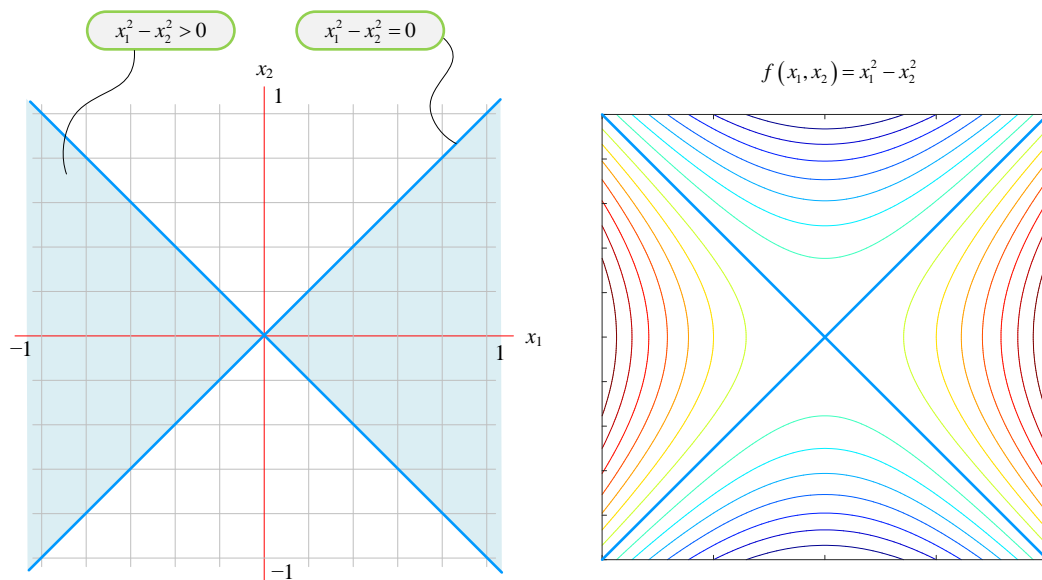 x₁² − x₂² > 0
x₁² − x₂² = 0
x₂
1
−1
1
x₁
−1
f(x₁, x₂) = x₁² − x₂²